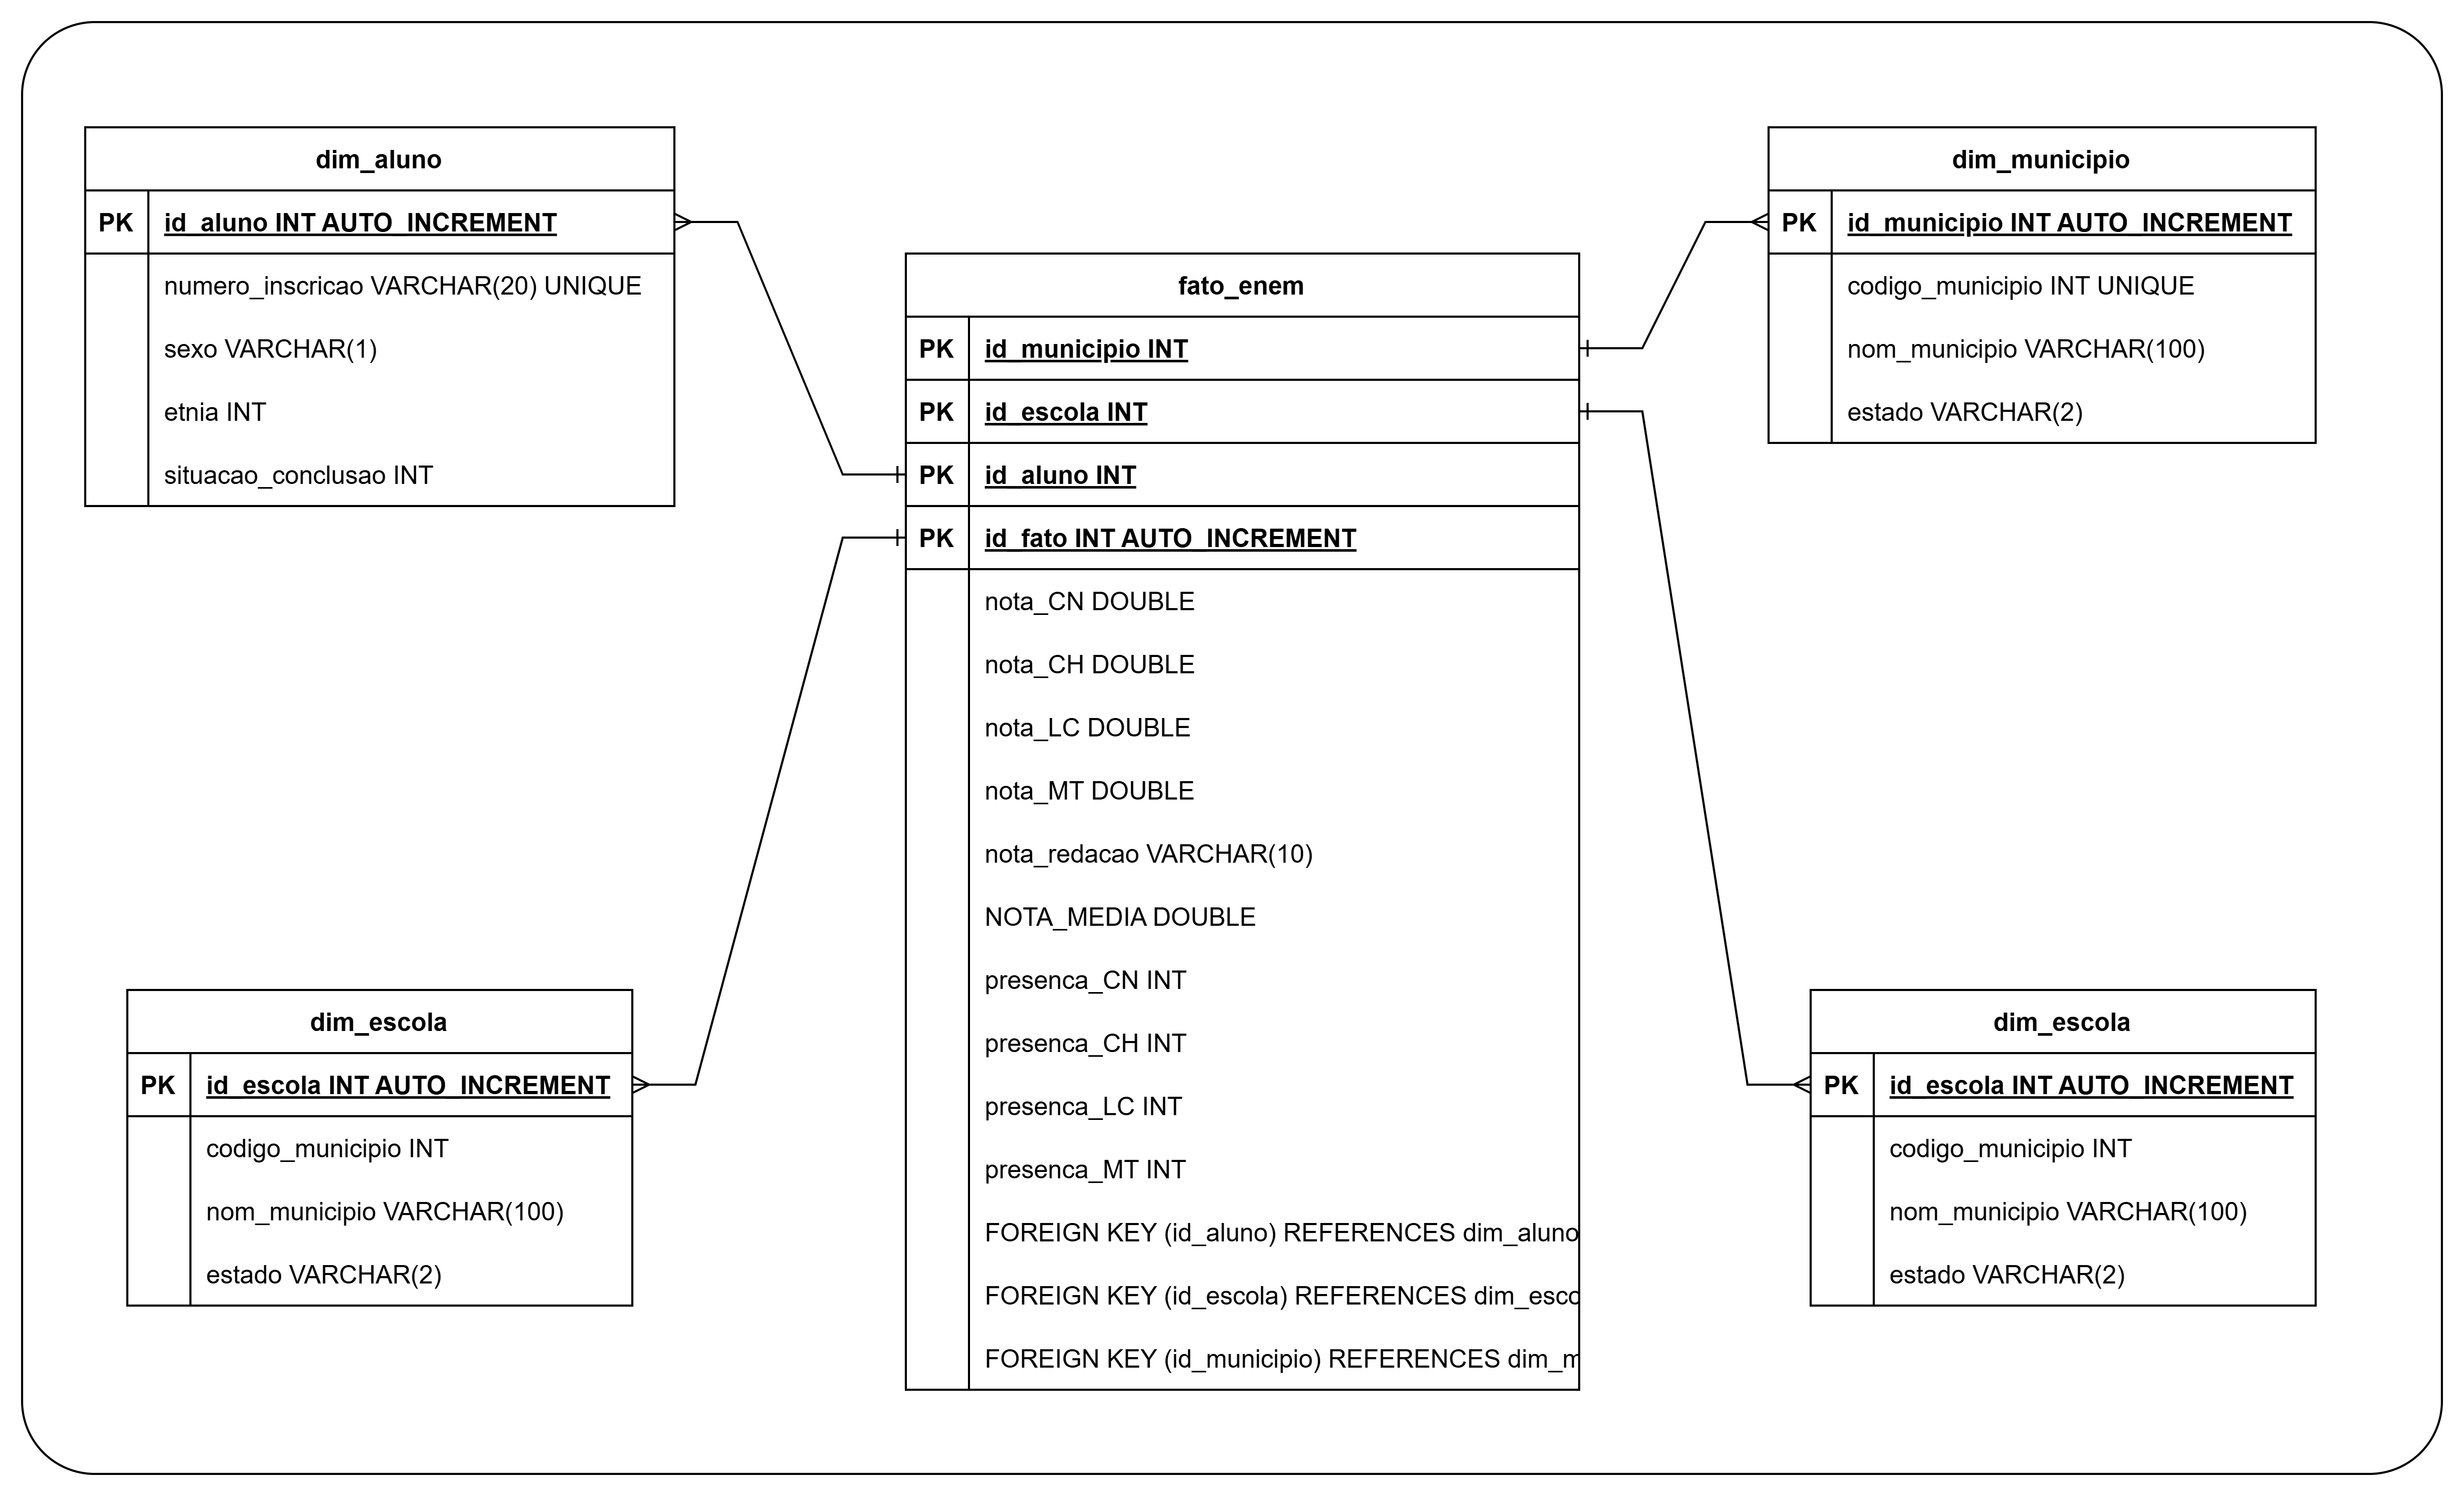 dim_aluno
PK id_aluno INT AUTO_INCREMENT
numero_inscricao VARCHAR(20) UNIQUE
sexo VARCHAR(1)
etnia INT
situacao_conclusao INT
dim_municipio
PK id_municipio INT AUTO_INCREMENT
codigo_municipio INT UNIQUE
nom_municipio VARCHAR(100)
estado VARCHAR(2)
fato_enem
PK id_municipio INT
PK id_escola INT
PK id_aluno INT
PK id_fato INT AUTO_INCREMENT
nota_CN DOUBLE
nota_CH DOUBLE
nota_LC DOUBLE
nota_MT DOUBLE
nota_redacao VARCHAR(10)
NOTA_MEDIA DOUBLE
presenca_CN INT
presenca_CH INT
presenca_LC INT
presenca_MT INT
FOREIGN KEY (id_aluno) REFERENCES dim_aluno
FOREIGN KEY (id_escola) REFERENCES dim_esco
FOREIGN KEY (id_municipio) REFERENCES dim_m
dim_escola
PK id_escola INT AUTO_INCREMENT
codigo_municipio INT
nom_municipio VARCHAR(100)
estado VARCHAR(2)
dim_escola
PK id_escola INT AUTO_INCREMENT
codigo_municipio INT
nom_municipio VARCHAR(100)
estado VARCHAR(2)